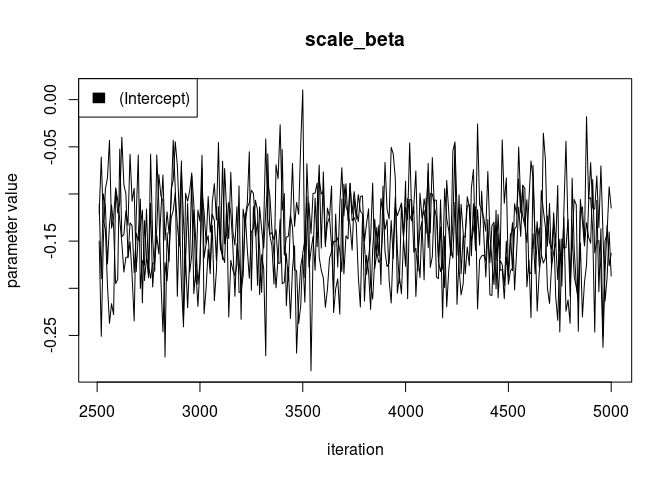 scale_beta
(Intercept)
0.00
-0.05
-0.15
-0.25
parameter value
2500 3000 3500 4000 4500 5000
iteration